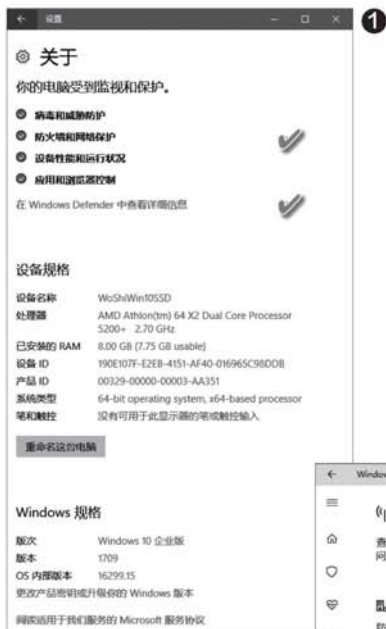 设置
1
关于
你的电脑受到监视和保护。
病毒和威胁防护
防火墙和网络保护
设备性能和运行状况
应用和浏览器控制
在 Windows Defender 中查看详细信息
设备规格
设备名称 WoShiWin10SSD
处理器 AMD Athlon(tm) 64 X2 Dual Core Processor
5200+ 2.70 GHz
已安装的 RAM 8.00 GB (7.75 GB usable)
设备 ID 190E107F-E2EB-4151-AF40-016965C98DDB
产品 ID 00329-00000-00003-AA351
系统类型 64-bit operating system, x64-based processor
笔和触控 没有可用于此显示器的笔或触控输入
重命名这台电脑
Windows 规格
版次 Windows 10 企业版
版本 1709
OS 内部版本 16299.15
更改产品密钥或升级你的 Windows 版本
阅读适用于我们服务的 Microsoft 服务协议
Window
查
问